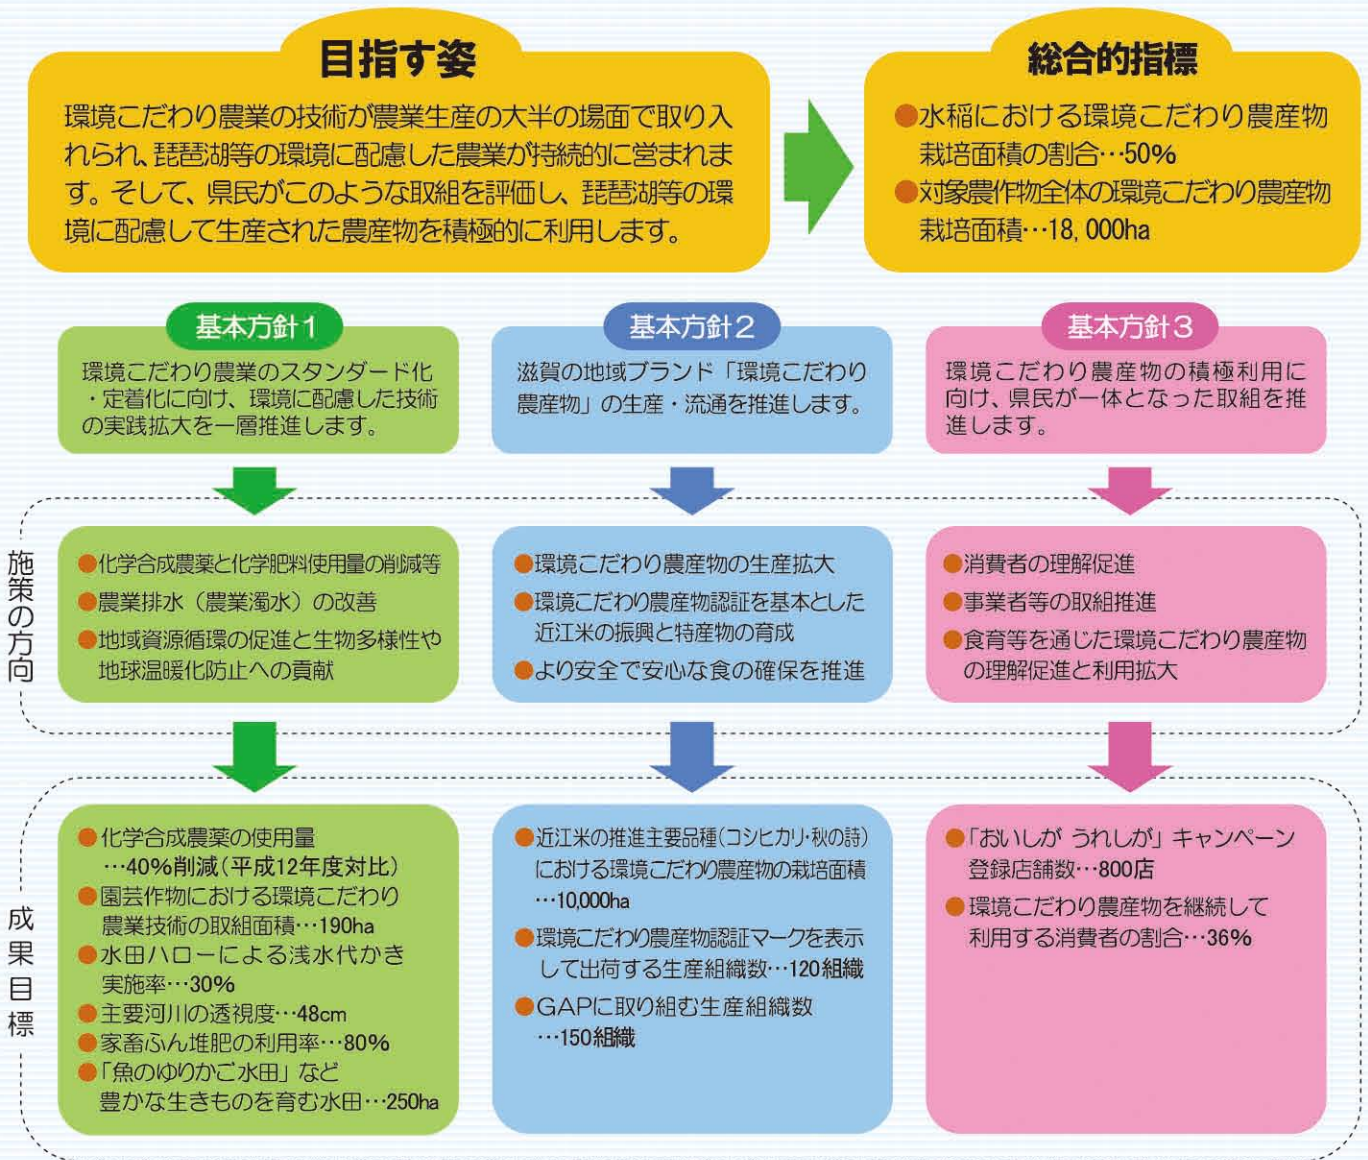 目指す姿
環境こだわり農業の技術が農業生産の大半の場面で取り入
れられ、琵琶湖等の環境に配慮した農業が持続的に営まれま
す。そして、県民がこのような取組を評価し、琵琶湖等の環
境に配慮して生産された農産物を積極的に利用します。
総合的指標
●水稲における環境こだわり農産物
栽培面積の割合…50%
●対象農作物全体の環境こだわり農産物
栽培面積…18,000ha
基本方針1
環境こだわり農業のスタンダード化
・定着化に向け、環境に配慮した技術
の実践拡大を一層推進します。
基本方針2
滋賀の地域ブランド「環境こだわり
農産物」の生産・流通を推進します。
基本方針3
環境こだわり農産物の積極利用に
向け、県民が一体となった取組を推
進します。
施策の方向
●化学合成農薬と化学肥料使用量の削減等
●農業排水（農業濁水）の改善
●地域資源循環の促進と生物多様性や
地球温暖化防止への貢献
●環境こだわり農産物の生産拡大
●環境こだわり農産物認証を基本とした
近江米の振興と特産物の育成
●より安全で安心な食の確保を推進
●消費者の理解促進
●事業者等の取組推進
●食育等を通じた環境こだわり農産物
の理解促進と利用拡大
成果目標
●化学合成農薬の使用量
…40%削減（平成12年度対比）
●園芸作物における環境こだわり
農業技術の取組面積…190ha
●水田ハローによる浅水代かき
実施率…30%
●主要河川の透視度…48cm
●家畜ふん堆肥の利用率…80%
●「魚のゆりかご水田」など
豊かな生きものを育む水田…250ha
●近江米の推進主要品種（コシヒカリ・秋の詩）
における環境こだわり農産物の栽培面積
…10,000ha
●環境こだわり農産物認証マークを表示
して出荷する生産組織数…120組織
●GAPに取り組む生産組織数
…150組織
●「おいしが うれしが」キャンペーン
登録店舗数…800店
●環境こだわり農産物を継続して
利用する消費者の割合…36%